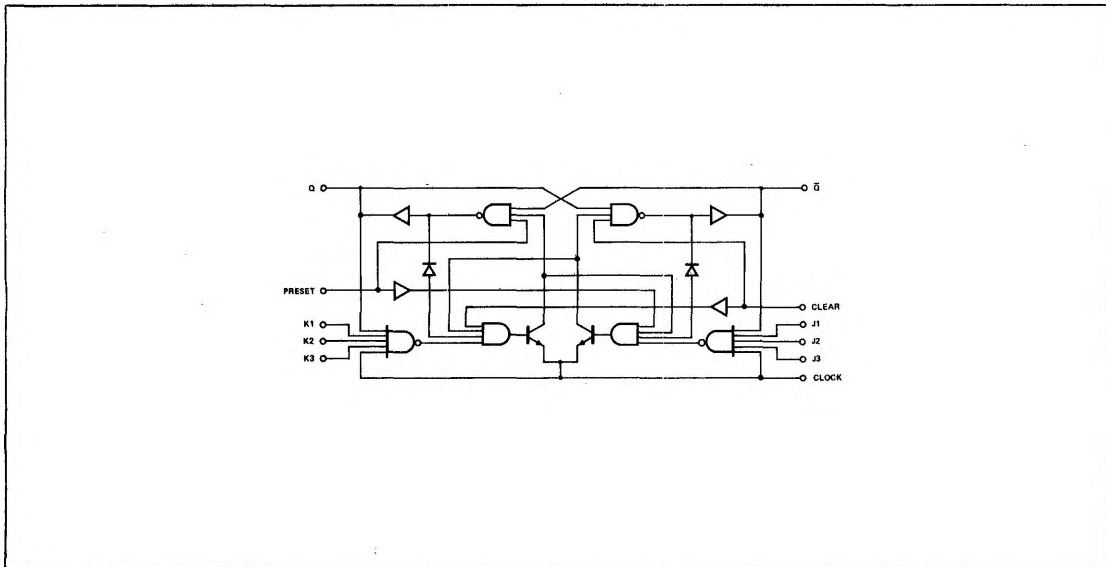 Q Q̄
PRESET
CLEAR
K1 J1
K2 J2
K3 J3
CLOCK